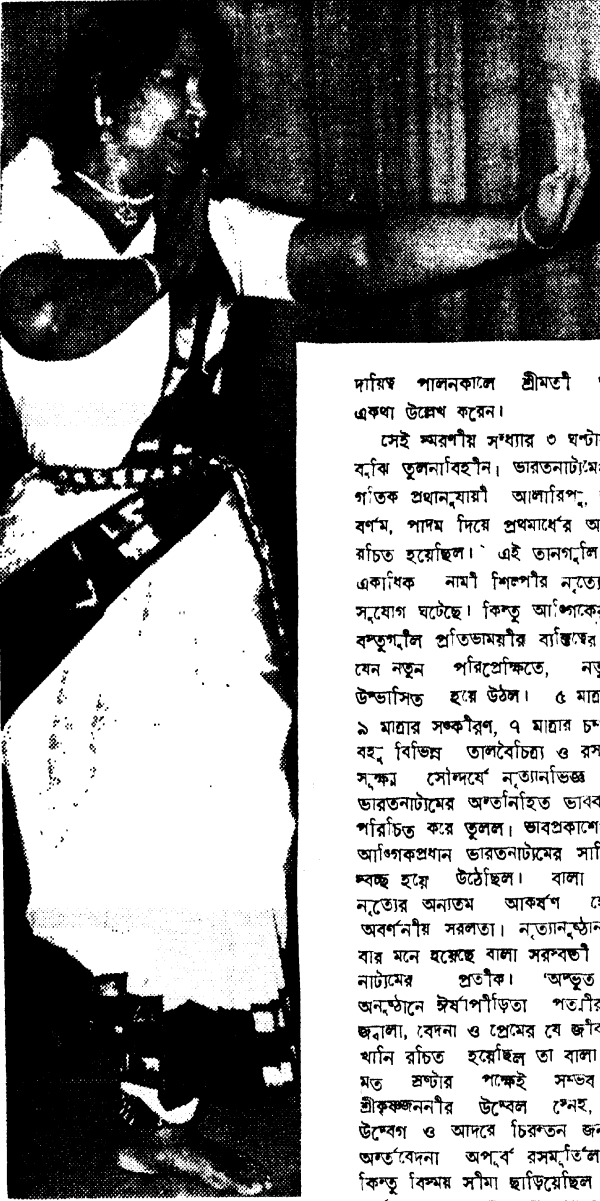 দায়িত্ব পালনকালে শ্রীমতী
একথা উল্লেখ করেন।
সেই স্মরণীয় সন্ধ্যার ৩ ঘণ্টা
বুঝি তুলনাবিহীন। ভারতনাট্যমে
গতিক প্রথানুযায়ী আলারিপু,
বর্ণম, পাদম দিয়ে প্রথমার্ধের
রচিত হয়েছিল। এই তানগুলি
একাধিক নামী শিল্পীর নৃত্যে
সুযোগ ঘটেছে। কিন্তু আঙ্গিকে
বস্তুগুলি প্রতিভাময়ীর ব্যক্তিত্বের
যেন নতুন পরিপ্রেক্ষিতে,
উদ্ভাসিত হয়ে উঠল। ৫
৯ মাত্রার সঙ্কীরণ, ৭ মাত্রার
বহু বিভিন্ন তালবৈচিত্র্য ও
সূক্ষ্ম সৌন্দর্যে নৃত্যানভিজ্ঞ
ভারতনাট্যমের অন্তর্নিহিত
পরিচিত করে তুলল। ভাবপ্রকাশে
আঙ্গিকপ্রধান ভারতনাট্যমের
স্বচ্ছ হয়ে উঠেছিল। বালা
নৃত্যের অন্যতম আকর্ষণ
অবর্ণনীয় সরলতা। নৃত্যানুষ্ঠান
বার মনে হয়েছে বালা সরস্বতী
নাট্যমের প্রতীক। 'অদ্ভূত
অনুষ্ঠানে ঈর্ষাপীড়িতা পত্নীর
জ্বালা, বেদনা ও প্রেমের যে
খানি রচিত হয়েছিল তা বালা
মত স্রষ্টার পক্ষেই সম্ভব
শ্রীকৃষ্ণজননীর উদ্বেল স্নেহ,
উদ্বেগ ও আদরে চিরন্তন
অন্তর্বেদনা অপূর্ব
কিন্তু বিস্ময় সীমা ছাড়িয়েছিল